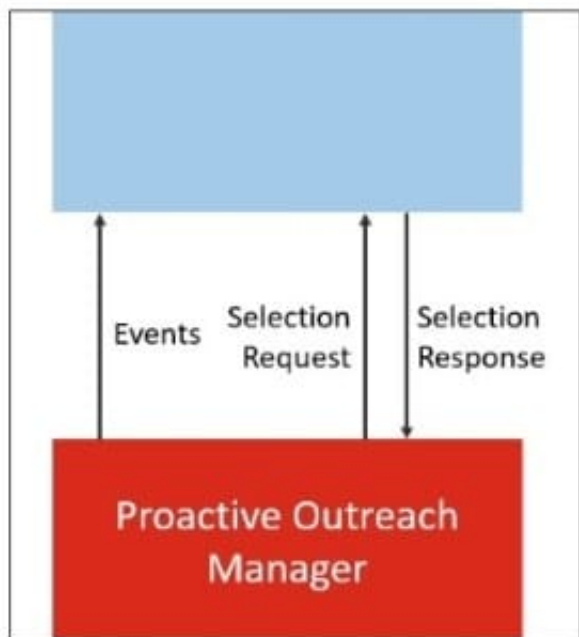 Events
Selection
Request
Selection
Response
Proactive Outreach
Manager